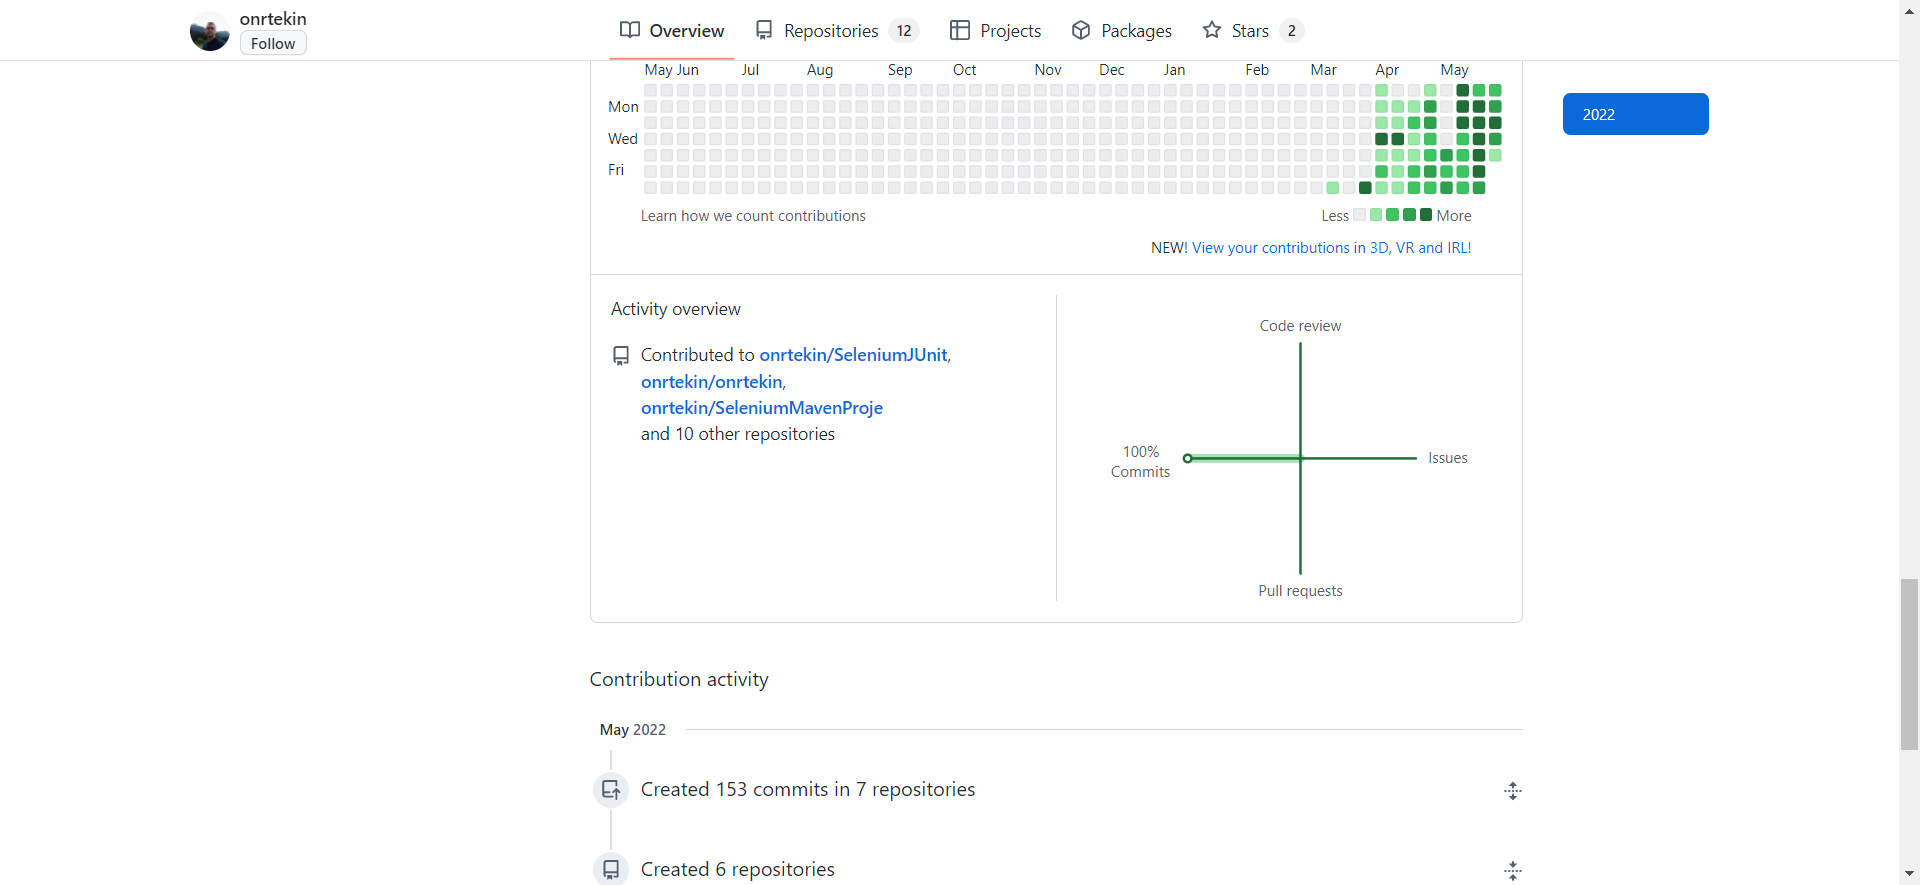 onrtekin
Follow
Overview
Repositories 12
Projects
Packages
Stars 2
May Jun Jul Aug Sep Oct Nov Dec Jan Feb Mar Apr May
Mon
Wed
Fri
Learn how we count contributions
Less More
NEW! View your contributions in 3D, VR and IRL!
2022
Activity overview
Contributed to onrtekin/SeleniumJUnit,
onrtekin/onrtekin,
onrtekin/SeleniumMavenProje
and 10 other repositories
Code review
100%
Commits
Issues
Pull requests
Contribution activity
May 2022
Created 153 commits in 7 repositories
Created 6 repositories